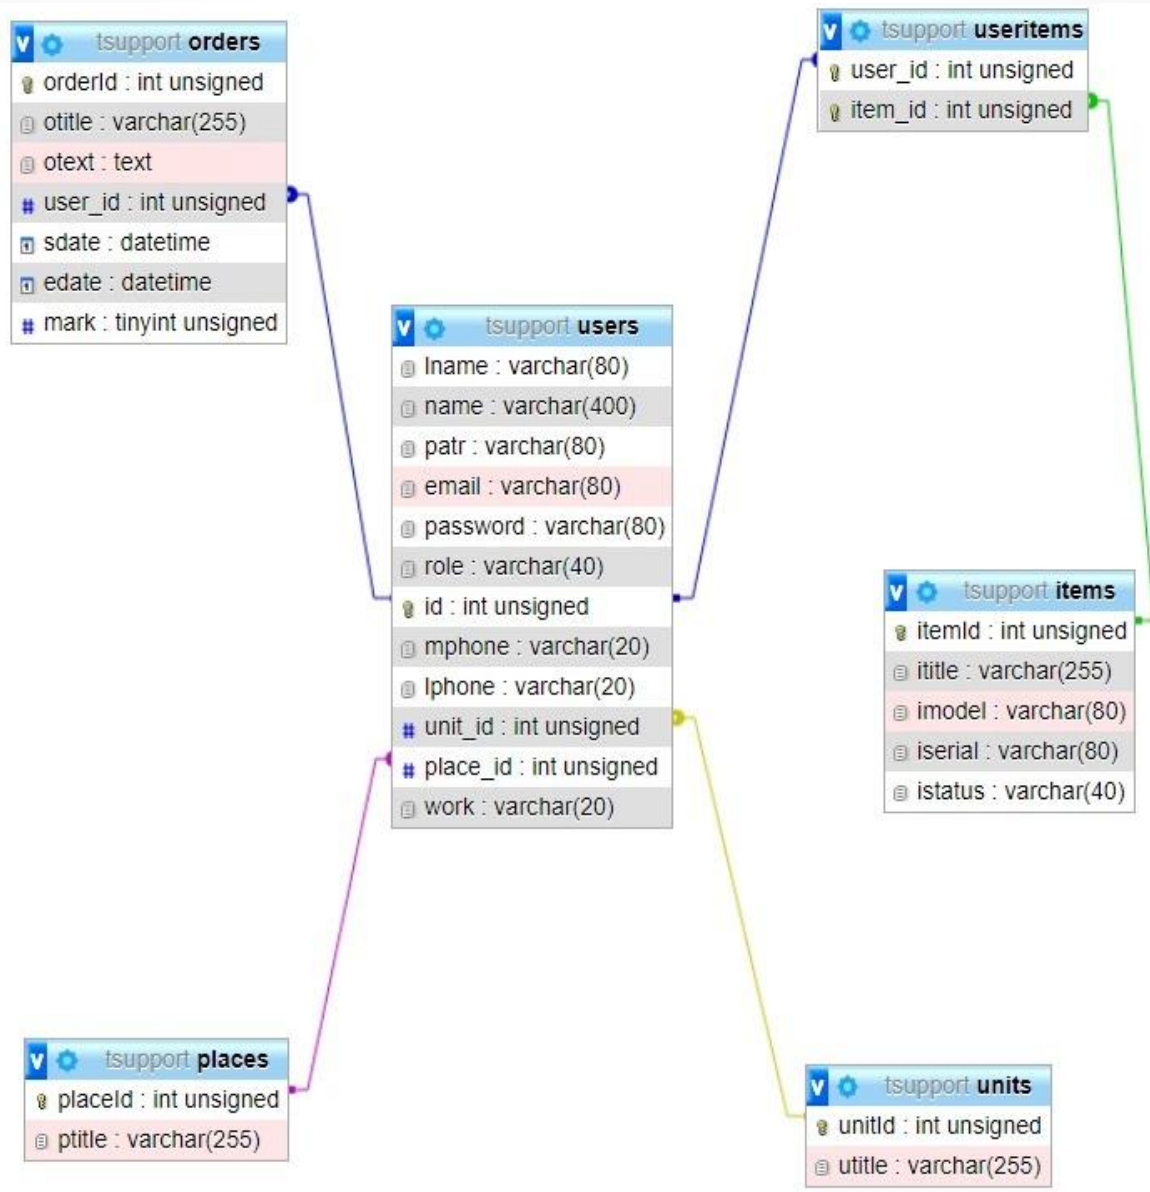 v tsupport orders
orderId : int unsigned
otitle : varchar(255)
otext : text
# user_id : int unsigned
sdate : datetime
edate : datetime
# mark : tinyint unsigned
v tsupport useritems
user_id : int unsigned
item_id : int unsigned
v tsupport users
lname : varchar(80)
name : varchar(400)
patr : varchar(80)
email : varchar(80)
password : varchar(80)
role : varchar(40)
id : int unsigned
mphone : varchar(20)
lphone : varchar(20)
# unit_id : int unsigned
# place_id : int unsigned
work : varchar(20)
v tsupport items
itemId : int unsigned
ititle : varchar(255)
imodel : varchar(80)
iserial : varchar(80)
istatus : varchar(40)
v tsupport places
placeId : int unsigned
ptitle : varchar(255)
v tsupport units
unitId : int unsigned
utitle : varchar(255)